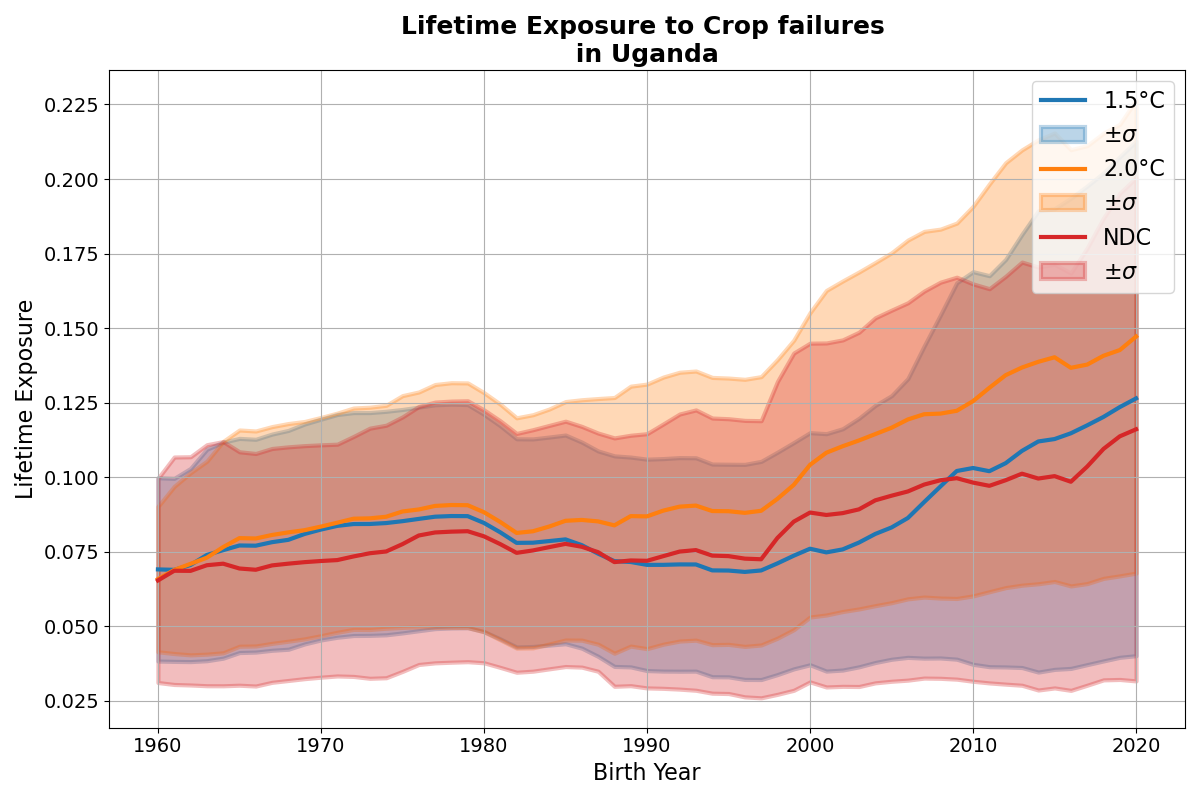 Lifetime Exposure to Crop failures
in Uganda
0.225
0.200
0.175
0.150
0.125
0.100
0.075
0.050
0.025
Lifetime Exposure
1.5°C
±σ
2.0°C
±σ
NDC
±σ
1960 1970 1980 1990 2000 2010 2020
Birth Year